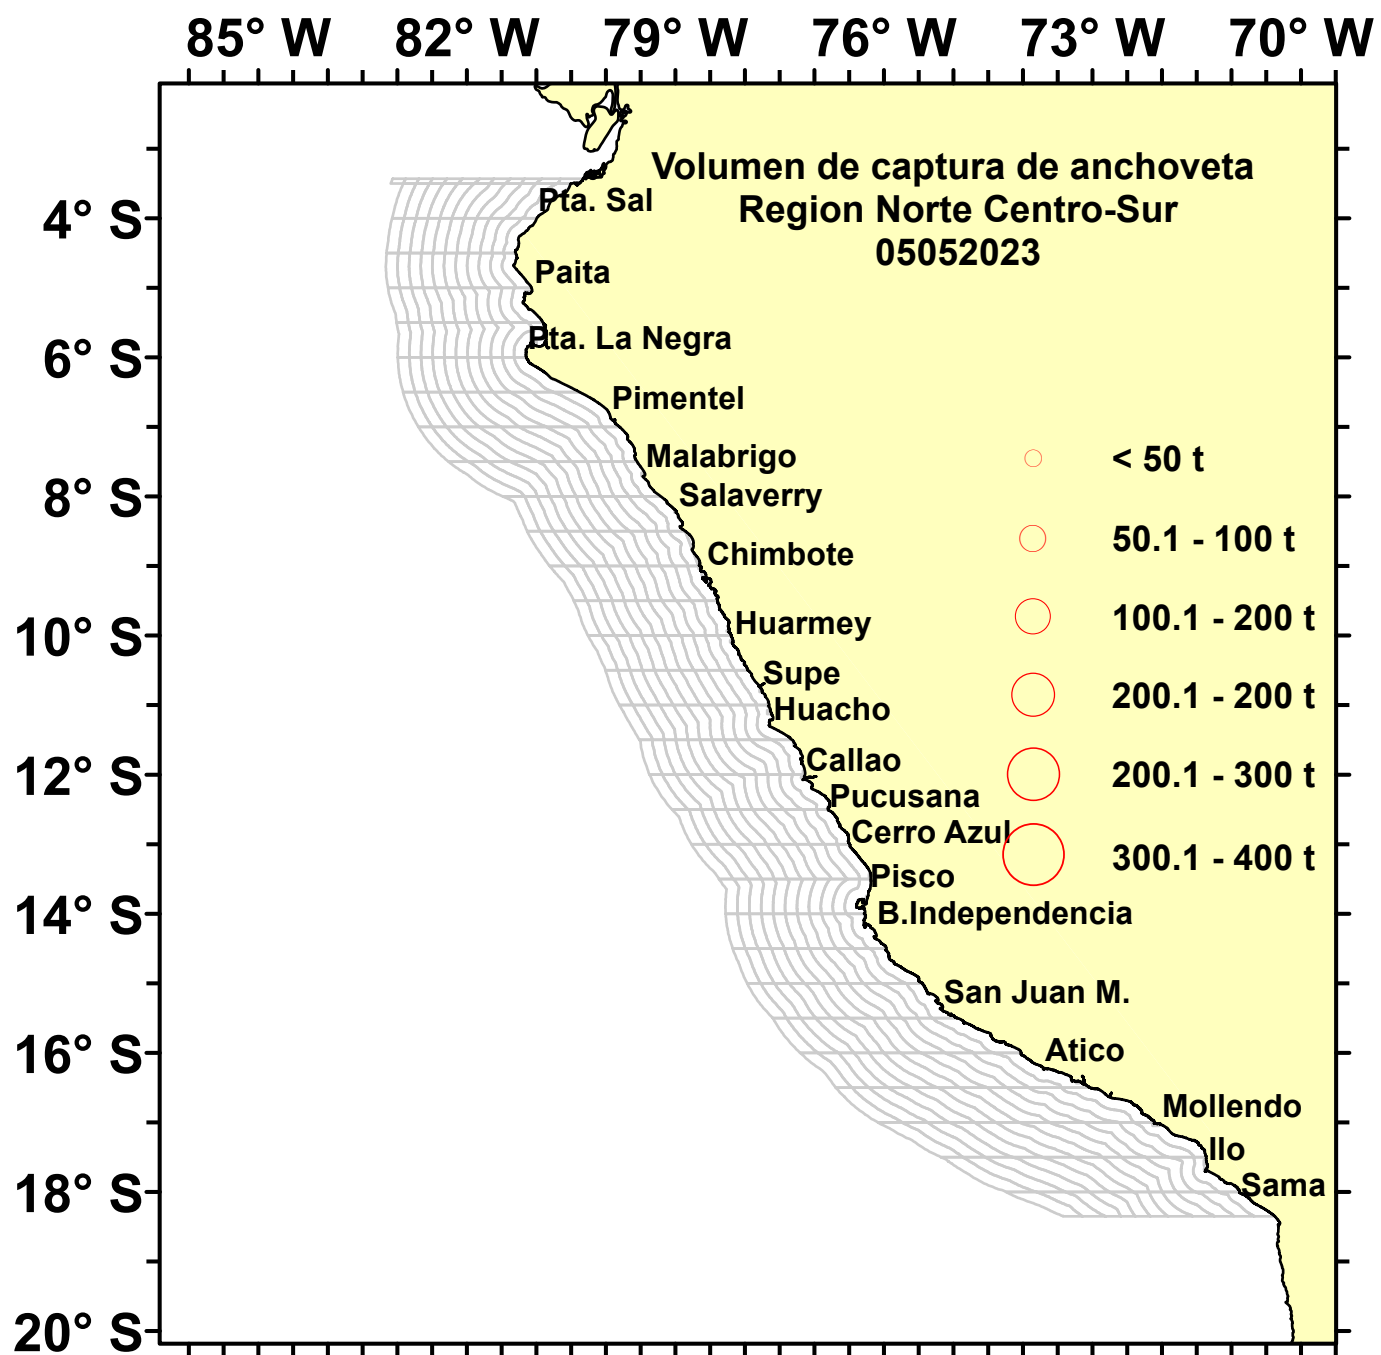 85° W 82° W 79° W 76° W 73° W 70° W
Volumen de captura de anchoveta
Region Norte Centro-Sur
05052023
4° S
6° S
8° S
10° S
12° S
14° S
16° S
18° S
20° S
Pta. Sal
Paita
Pta. La Negra
Pimentel
Malabrigo
Salaverry
Chimbote
Huarmey
Supe
Huacho
Callao
Pucusana
Cerro Azul
Pisco
B.Independencia
San Juan M.
Atico
Mollendo
Ilo
Sama
< 50 t
50.1 - 100 t
100.1 - 200 t
200.1 - 200 t
200.1 - 300 t
300.1 - 400 t